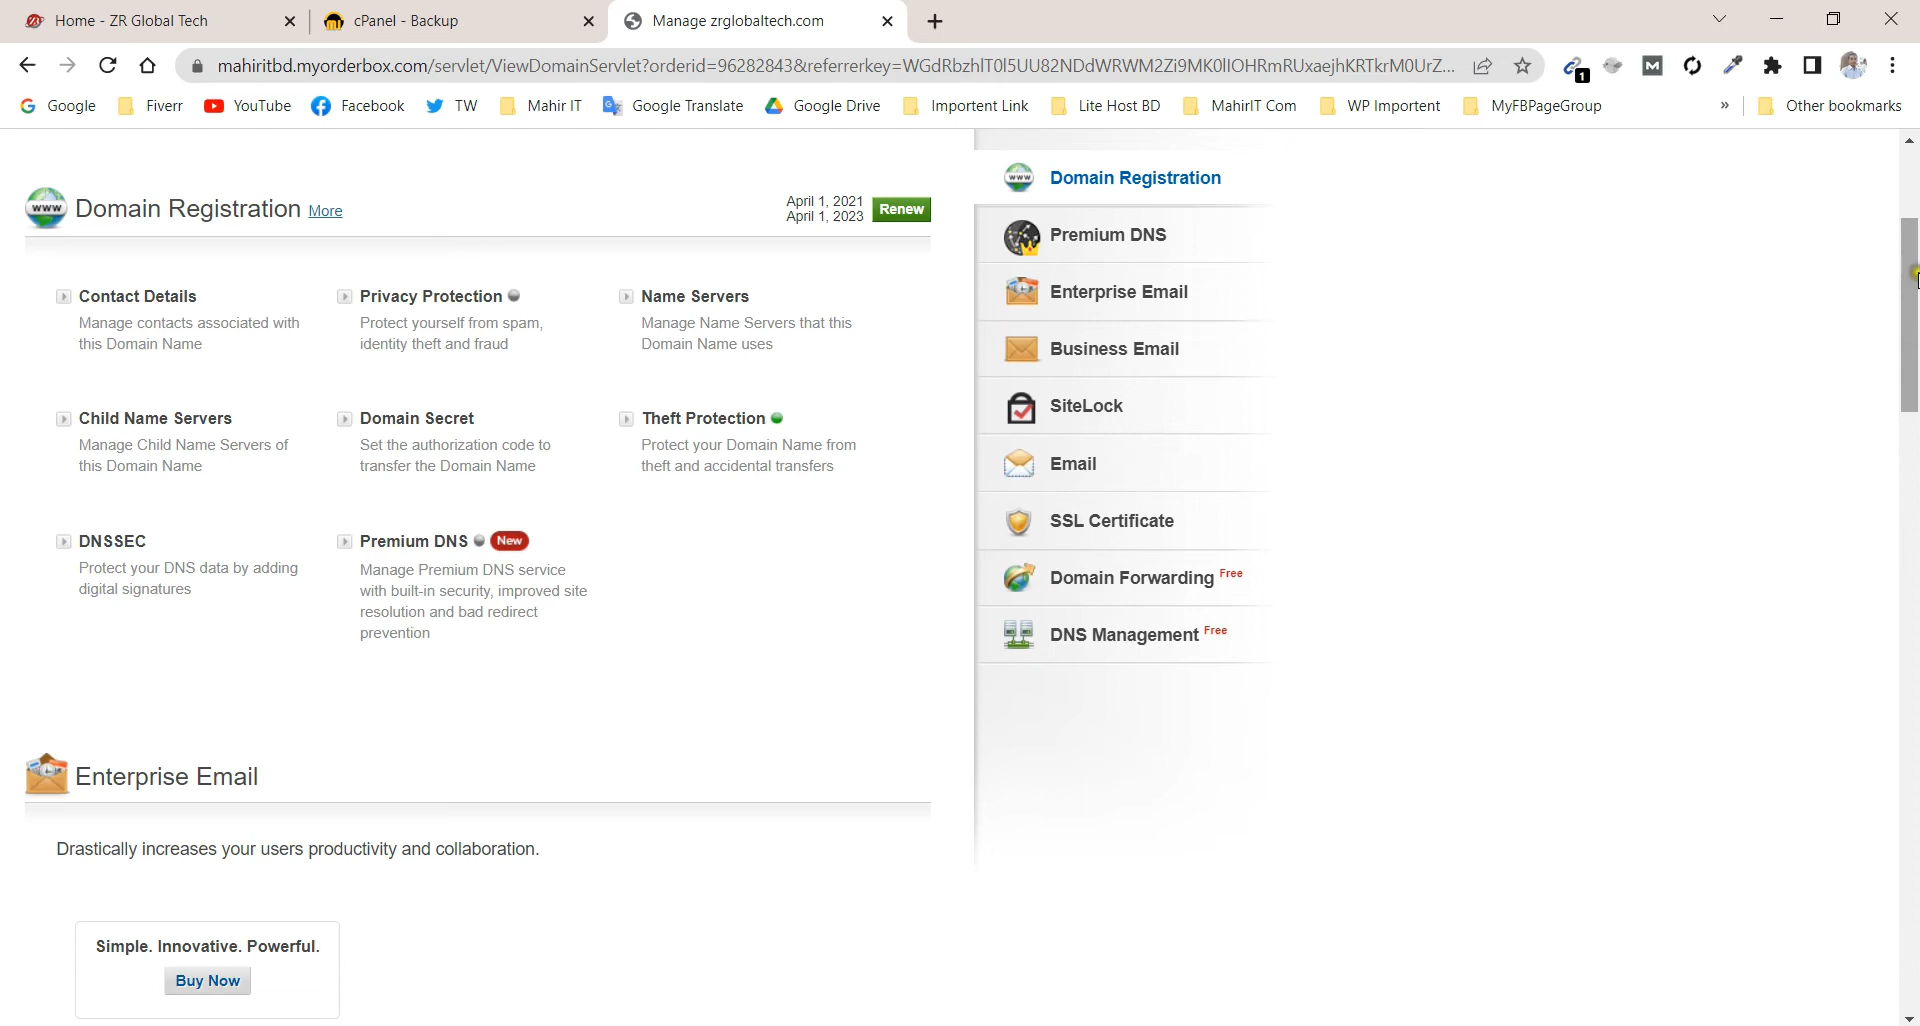 Home - ZR Global Tech
cPanel - Backup
Manage zrglobaltech.com
mahiritbd.myorderbox.com/servlet/ViewDomainServlet?orderid=96282843&referrerkey=WGdRbzhlT0l5UU82NDdWRWM2Zi9MK0lIOHRmRUxaejhKRTkrM0UrZ...
1
Google
Fiverr
YouTube
Facebook
TW
Mahir IT
Google Translate
Google Drive
Importent Link
Lite Host BD
MahirIT Com
WP Importent
MyFBPageGroup
»
Other bookmarks
Domain Registration More
April 1, 2021
April 1, 2023
Renew
Contact Details
Manage contacts associated with
this Domain Name
Privacy Protection
Protect yourself from spam,
identity theft and fraud
Name Servers
Manage Name Servers that this
Domain Name uses
Child Name Servers
Manage Child Name Servers of
this Domain Name
Domain Secret
Set the authorization code to
transfer the Domain Name
Theft Protection
Protect your Domain Name from
theft and accidental transfers
DNSSEC
Protect your DNS data by adding
digital signatures
Premium DNS New
Manage Premium DNS service
with built-in security, improved site
resolution and bad redirect
prevention
Enterprise Email
Drastically increases your users productivity and collaboration.
Simple. Innovative. Powerful.
Buy Now
Domain Registration
Premium DNS
Enterprise Email
Business Email
SiteLock
Email
SSL Certificate
Domain Forwarding Free
DNS Management Free